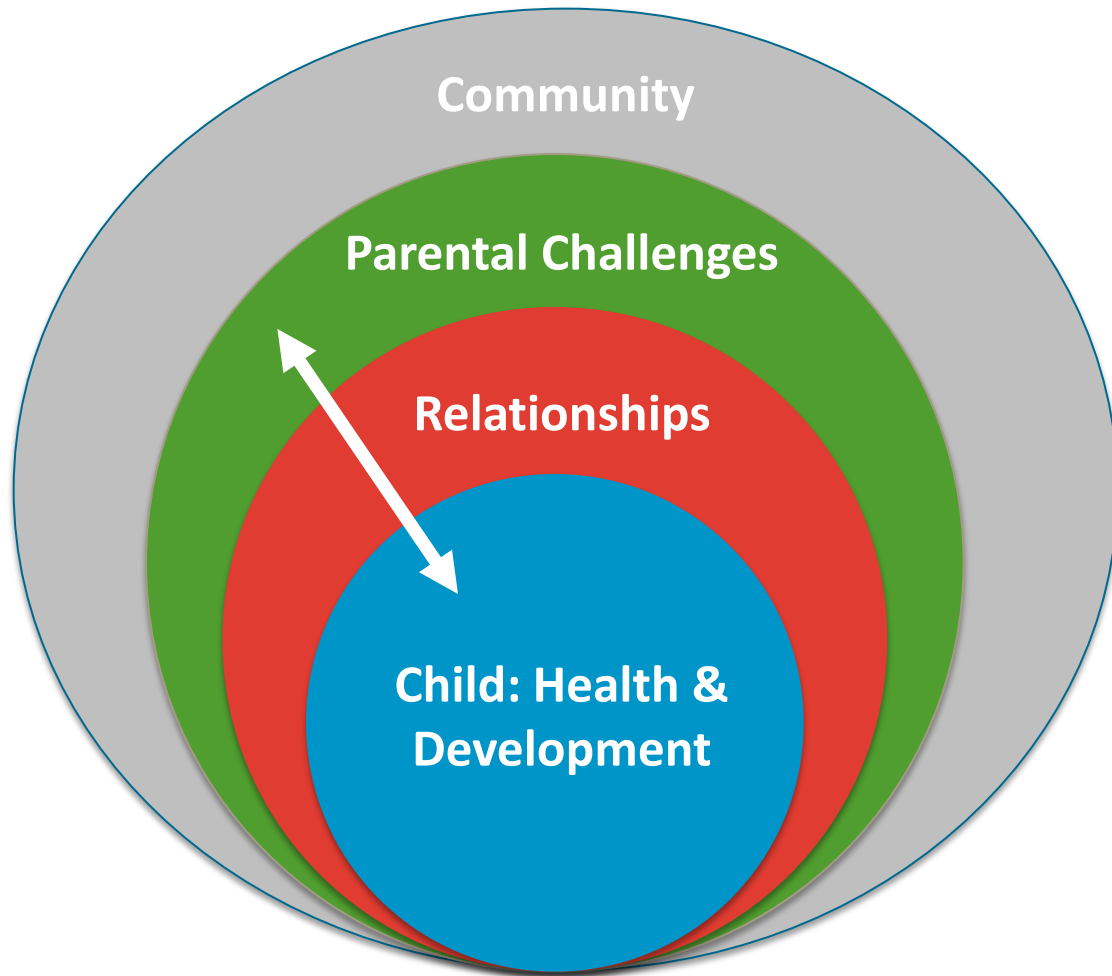 Community
Parental Challenges
Relationships
Child: Health &
Development